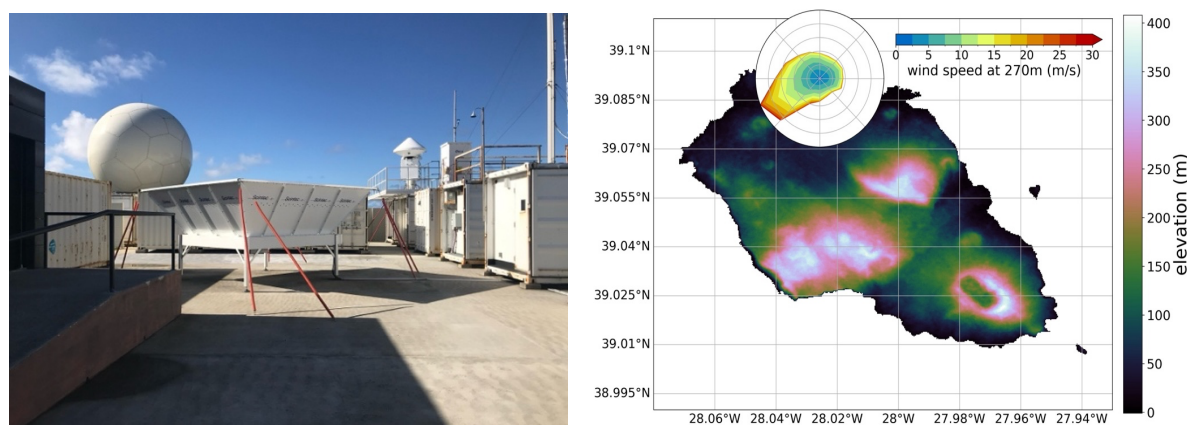 39.1°N
39.085°N
39.07°N
39.055°N
39.04°N
39.025°N
39.01°N
38.995°N
28.06°W 28.04°W 28.02°W 28°W 27.98°W 27.96°W 27.94°W
0 5 10 15 20 25 30
wind speed at 270m (m/s)
400
350
300
250
200
150
100
50
0
elevation (m)